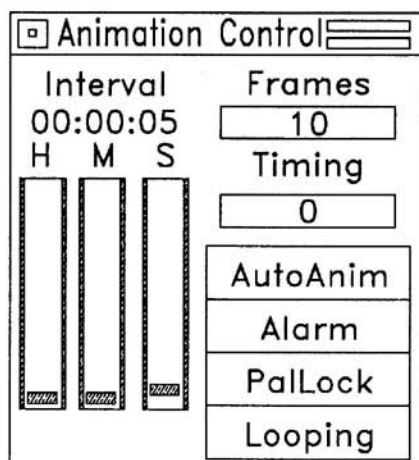 Animation Control
Interval
00:00:05
H M S
Frames
10
Timing
0
AutoAnim
Alarm
PalLock
Looping